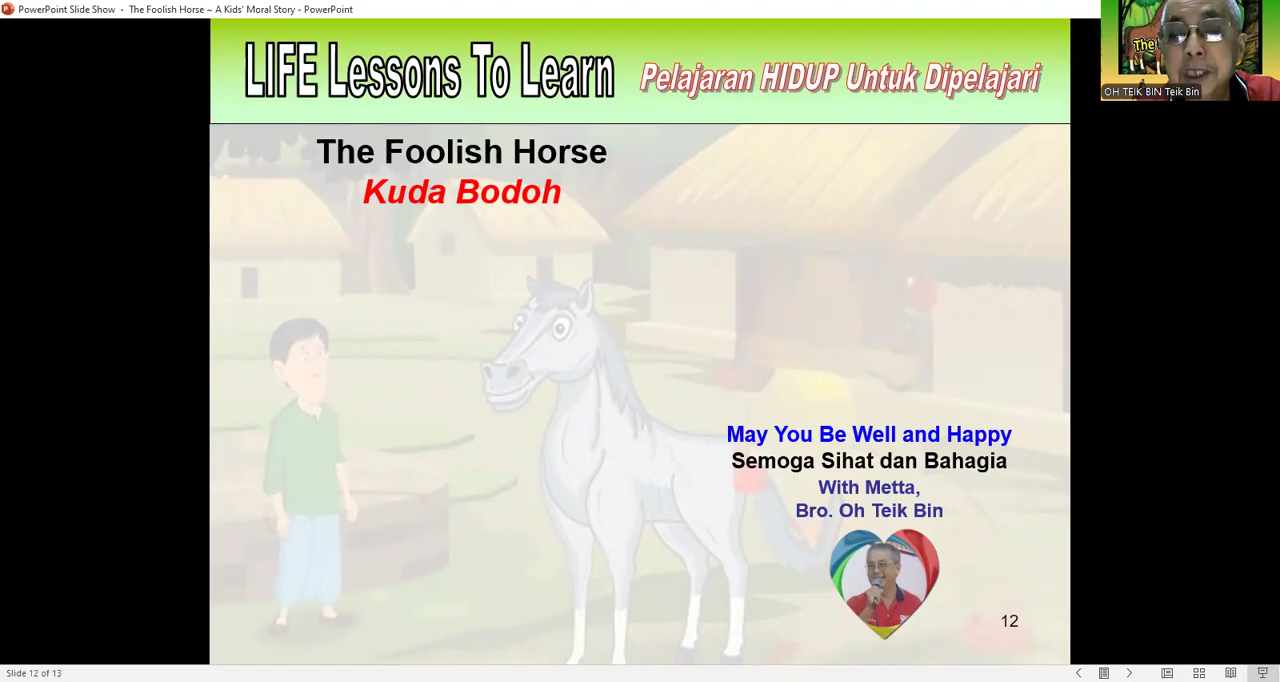 PowerPoint Slide Show - The Foolish Horse ~ A Kids' Moral Story - PowerPoint
LIFE Lessons To Learn
Pelajaran HIDUP Untuk Dipelajari
The
OH TEIK BIN Teik Bin
The Foolish Horse
Kuda Bodoh
May You Be Well and Happy
Semoga Sihat dan Bahagia
With Metta,
Bro. Oh Teik Bin
12
Slide 12 of 13